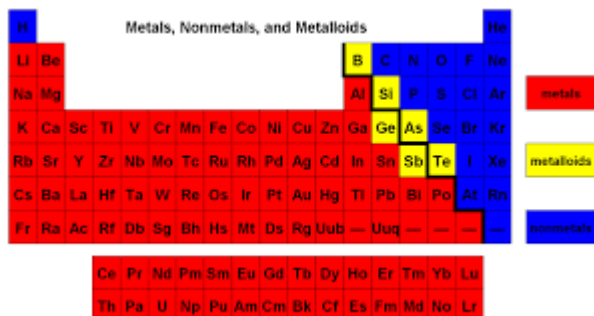 H Metals, Nonmetals, and Metalloids He
Li Be B C N O F Ne
Na Mg Al Si P S Cl Ar metals
K Ca Sc Ti V Cr Mn Fe Co Ni Cu Zn Ga Ge As Se Br Kr
Rb Sr Y Zr Nb Mo Tc Ru Rh Pd Ag Cd In Sn Sb Te I Xe metalloids
Cs Ba La Hf Ta W Re Os Ir Pt Au Hg Tl Pb Bi Po At Rn
Fr Ra Ac Rf Db Sg Bh Hs Mt Ds Rg Uub — Uuq — — — — nonmetals
Ce Pr Nd Pm Sm Eu Gd Tb Dy Ho Er Tm Yb Lu
Th Pa U Np Pu Am Cm Bk Cf Es Fm Md No Lr